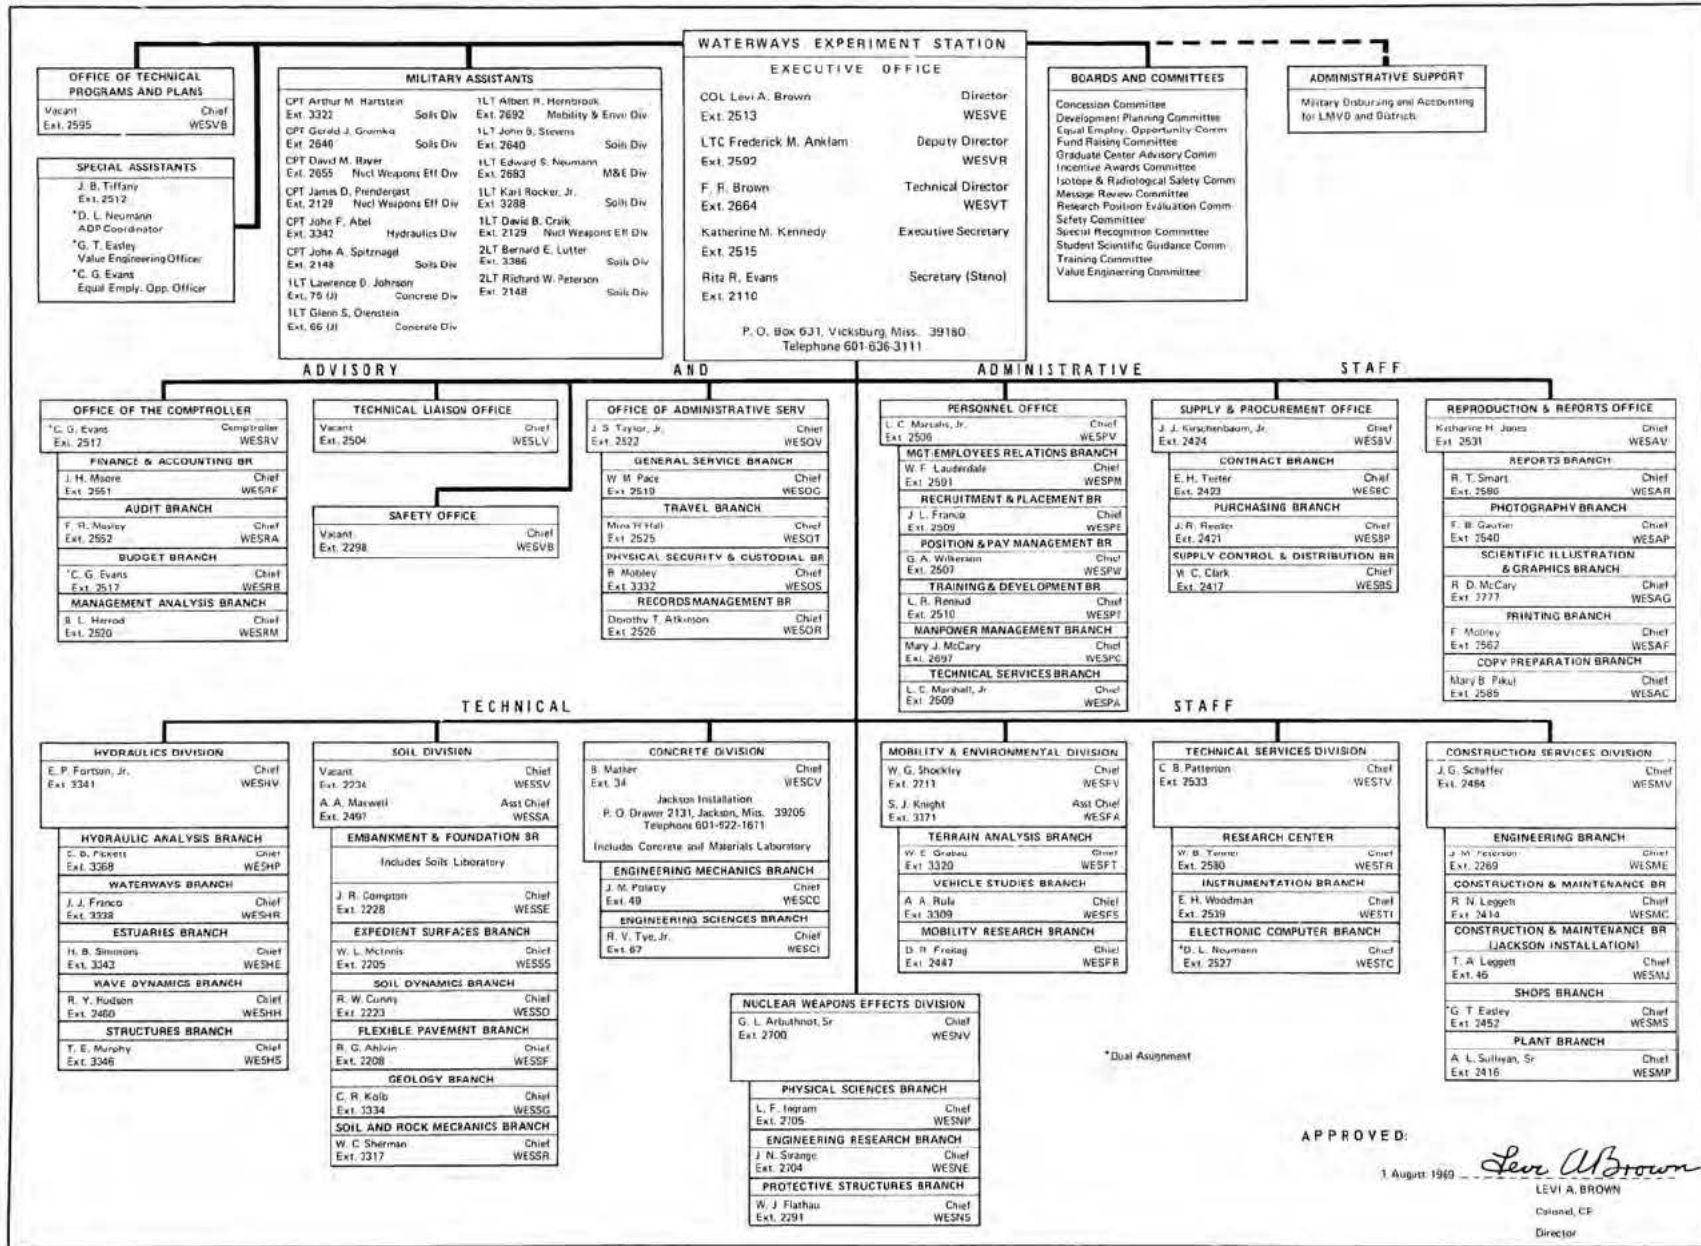 WATERWAYS EXPERIMENT STATION
EXECUTIVE OFFICE
COL Levi A. Brown Director
Ext. 2513 WESVE
LTC Frederick M. Anklam Deputy Director
Ext. 2592 WESVR
F. R. Brown Technical Director
Ext. 2664 WESVT
Katherine M. Kennedy Executive Secretary
Ext. 2515
Rita R. Evans Secretary (Steno)
Ext. 2110
P. O. Box 631, Vicksburg, Miss. 39180
Telephone 601-636-3111
OFFICE OF TECHNICAL
PROGRAMS AND PLANS
Vacant Chief
Ext. 2595 WESVB
SPECIAL ASSISTANTS
J. B. Tiffany
Ext. 2512
*D. L. Neumann
ADP Coordinator
*G. T. Easley
Value Engineering Officer
*C. G. Evans
Equal Emply. Opp. Officer
MILITARY ASSISTANTS
CPT Arthur M. Hartstein
Ext. 3322 Soils Div
CPT Gerald J. Gromko
Ext. 2640 Soils Div
CPT David M. Bayer
Ext. 2655 Nucl Weapons Eff Div
CPT James D. Prendergast
Ext. 2129 Nucl Weapons Eff Div
CPT John F. Abel
Ext. 3342 Hydraulics Div
CPT John A. Spitznagel
Ext. 2148 Soils Div
1LT Lawrence D. Johnson
Ext. 75 (J) Concrete Div
1LT Glenn S. Orenstein
Ext. 66 (J) Concrete Div
1LT Albert R. Hornbrook
Ext. 2692 Mobility & Envir Div
1LT John B. Stevens
Ext. 2640 Soils Div
1LT Edward S. Neumann
Ext. 2683 M&E Div
1LT Karl Rocker, Jr.
Ext. 3288 Soils Div
1LT David B. Craik
Ext. 2129 Nucl Weapons Eff Div
2LT Bernard E. Lutter
Ext. 3386 Soils Div
2LT Richard W. Peterson
Ext. 2148 Soils Div
BOARDS AND COMMITTEES
Concession Committee
Development Planning Committee
Equal Employ. Opportunity Comm
Fund Raising Committee
Graduate Center Advisory Comm
Incentive Awards Committee
Isotope & Radiological Safety Comm
Message Review Committee
Research Position Evaluation Comm
Safety Committee
Special Recognition Committee
Student Scientific Guidance Comm
Training Committee
Value Engineering Committee
ADMINISTRATIVE SUPPORT
Military Disbursing and Accounting
for LMVD and Districts
ADVISORY AND ADMINISTRATIVE STAFF
OFFICE OF THE COMPTROLLER
*C. G. Evans Comptroller
Ext. 2517 WESRV
FINANCE & ACCOUNTING BR
J. H. Moore Chief
Ext. 2551 WESRF
AUDIT BRANCH
F. R. Mosley Chief
Ext. 2552 WESRA
BUDGET BRANCH
*C. G. Evans Chief
Ext. 2517 WESRB
MANAGEMENT ANALYSIS BRANCH
B. L. Herrod Chief
Ext. 2520 WESRM
TECHNICAL LIAISON OFFICE
Vacant Chief
Ext. 2504 WESLV
SAFETY OFFICE
Vacant Chief
Ext. 2298 WESVB
OFFICE OF ADMINISTRATIVE SERV
J. S. Taylor, Jr. Chief
Ext. 2522 WESOV
GENERAL SERVICE BRANCH
W. M. Pace Chief
Ext. 2519 WESOG
TRAVEL BRANCH
Mina H Hall Chief
Ext. 2525 WESOT
PHYSICAL SECURITY & CUSTODIAL BR
B. Mobley Chief
Ext. 3332 WESOS
RECORDS MANAGEMENT BR
Dorothy T. Atkinson Chief
Ext. 2526 WESOR
PERSONNEL OFFICE
L. C. Chief
Ext 2506 WESPV
MGT-EMPLOYEES RELATIONS BRANCH
W. F. Lauderdale Chief
Ext 2501 WESPM
RECRUITMENT & PLACEMENT BR
J. L. Franco Chief
Ext. 2509 WESPE
POSITION & PAY MANAGEMENT BR
G. A. Wilkerson Chief
Ext. 2507 WESPW
TRAINING & DEVELOPMENT BR
L. R. Chief
Ext. 2510 WESPT
MANPOWER MANAGEMENT BRANCH
Mary J. McCary Chief
Ext. 2697 WESPC
TECHNICAL SERVICES BRANCH
L. C. Marshall, Jr Chief
Ext. 2509 WESPA
SUPPLY & PROCUREMENT OFFICE
J. J. Kirschenbaum, Jr. Chief
Ext. 2424 WESBV
CONTRACT BRANCH
E. H. Chief
Ext. 2423 WESBC
PURCHASING BRANCH
J. R. Chief
Ext. 2421 WESBP
SUPPLY CONTROL & DISTRIBUTION BR
W. C. Clark Chief
Ext. 2417 WESBS
REPRODUCTION & REPORTS OFFICE
Katharine H. Jones Chief
Ext 2531 WESAV
REPORTS BRANCH
R. T. Smart Chief
Ext. 2586 WESAR
PHOTOGRAPHY BRANCH
F. B. Gautier Chief
Ext 2540 WESAP
SCIENTIFIC ILLUSTRATION
& GRAPHICS BRANCH
R. D. McCary Chief
Ext. 2777 WESAG
PRINTING BRANCH
F. Mobley Chief
Ext 2562 WESAF
COPY PREPARATION BRANCH
Mary B. Pikul Chief
Ext. 2585 WESAC
TECHNICAL STAFF
HYDRAULICS DIVISION
E. P. Fortson, Jr. Chief
Ext 3341 WESHV
HYDRAULIC ANALYSIS BRANCH
E. B. Pickett Chief
Ext. 3368 WESHP
WATERWAYS BRANCH
J. J. Franco Chief
Ext. 3338 WESHR
ESTUARIES BRANCH
H. B. Simmons Chief
Ext. 3343 WESHE
WAVE DYNAMICS BRANCH
R. Y. Hudson Chief
Ext. 2460 WESHH
STRUCTURES BRANCH
T. E. Murphy Chief
Ext. 3346 WESHS
SOIL DIVISION
Vacant Chief
Ext. 2234 WESSV
A. A. Maxwell Asst Chief
Ext. 2497 WESSA
EMBANKMENT & FOUNDATION BR
Includes Soils Laboratory
J. R. Compton Chief
Ext. 2228 WESSE
EXPEDIENT SURFACES BRANCH
W. L. McInnis Chief
Ext. 2205 WESSS
SOIL DYNAMICS BRANCH
R. W. Cunny Chief
Ext. 2223 WESSD
FLEXIBLE PAVEMENT BRANCH
R. G. Ahlvin Chief
Ext. 2208 WESSF
GEOLOGY BRANCH
C. R. Kolb Chief
Ext. 3334 WESSG
SOIL AND ROCK MECHANICS BRANCH
W. C Sherman Chief
Ext. 2317 WESSR
CONCRETE DIVISION
B. Mather Chief
Ext. 34 WESCV
Jackson Installation
P. O. Drawer 2131, Jackson, Miss. 39205
Telephone 601-922-1671
Includes Concrete and Materials Laboratory
ENGINEERING MECHANICS BRANCH
J. M. Polatty Chief
Ext. 49 WESCC
ENGINEERING SCIENCES BRANCH
R. V. Tye, Jr. Chief
Ext. 67 WESCI
MOBILITY & ENVIRONMENTAL DIVISION
W. G. Shockley Chief
Ext. 2211 WESFV
S. J. Knight Asst Chief
Ext. 3371 WESFA
TERRAIN ANALYSIS BRANCH
W. E. Grabau Chief
Ext 3320 WESFT
VEHICLE STUDIES BRANCH
A. A. Rula Chief
Ext. 3309 WESFS
MOBILITY RESEARCH BRANCH
D. R. Freitag Chief
Ext. 2447 WESFR
TECHNICAL SERVICES DIVISION
C. B. Patterson Chief
Ext. 2533 WESTV
RESEARCH CENTER
W. B. Tanner Chief
Ext. 2580 WESTR
INSTRUMENTATION BRANCH
E. H. Woodman Chief
Ext. 2539 WESTI
ELECTRONIC COMPUTER BRANCH
*D. L. Neumann Chief
Ext. 2527 WESTC
CONSTRUCTION SERVICES DIVISION
J. G. Schaffer Chief
Ext. 2464 WESMV
ENGINEERING BRANCH
J. M. Peterson Chief
Ext. 2269 WESME
CONSTRUCTION & MAINTENANCE BR
R. N. Leggett Chief
Ext 2414 WESMC
CONSTRUCTION & MAINTENANCE BR
(JACKSON INSTALLATION)
T. A. Leggett Chief
Ext. 46 WESMJ
SHOPS BRANCH
*G. T Easley Chief
Ext 2452 WESMS
PLANT BRANCH
A. L. Sullivan, Sr Chief
Ext 2416 WESMP
NUCLEAR WEAPONS EFFECTS DIVISION
G. L. Arbuthnot, Sr Chief
Ext. 2700 WESNV
PHYSICAL SCIENCES BRANCH
L. F. Ingram Chief
Ext. 2705 WESNP
ENGINEERING RESEARCH BRANCH
J. N. Strange Chief
Ext. 2704 WESNE
PROTECTIVE STRUCTURES BRANCH
W. J Flathau Chief
Ext. 2291 WESNS
*Dual Assignment
APPROVED:
1 August 1969 Levi A Brown
LEVI A. BROWN
Colonel, CE
Director